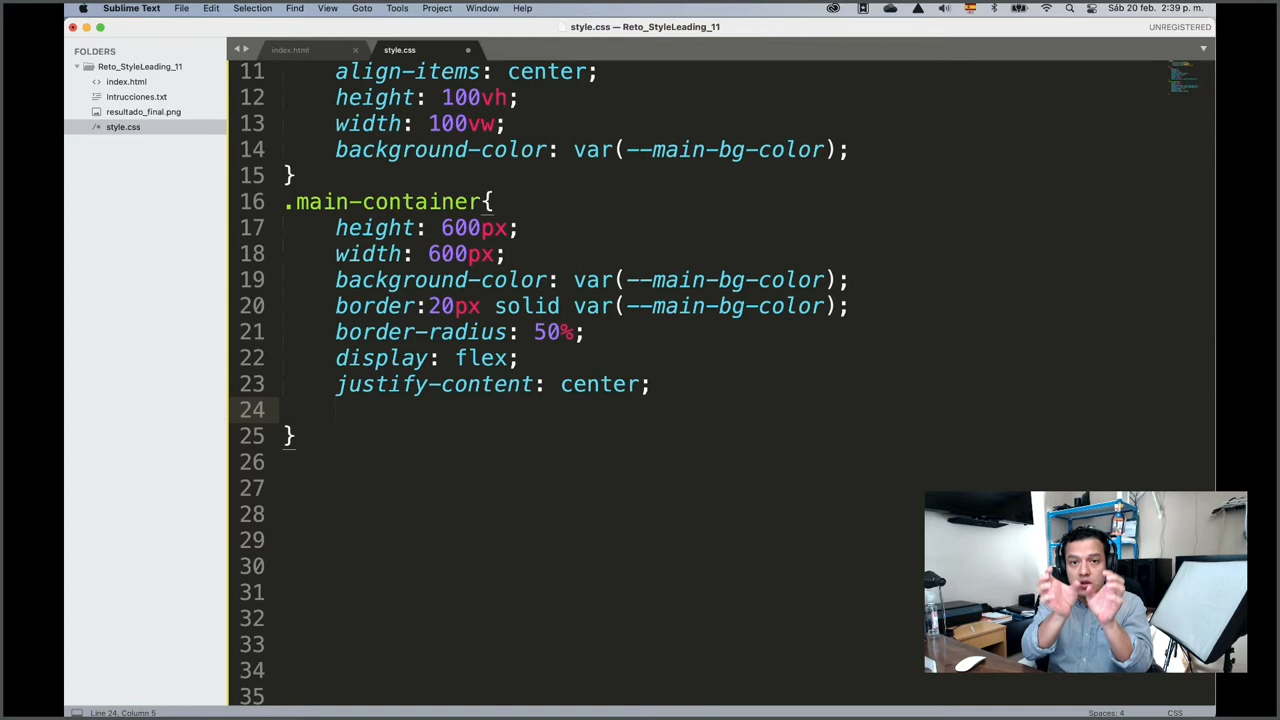 Sublime Text File Edit Selection Find View Goto Tools Project Window Help Sáb 20 feb. 2:39 p. m.
style.css — Reto_StyleLeading_11 UNREGISTERED
FOLDERS
Reto_StyleLeading_11
index.html
Intrucciones.txt
resultado_final.png
style.css
index.html style.css
11 align-items: center;
12 height: 100vh;
13 width: 100vw;
14 background-color: var(--main-bg-color);
15 }
16 .main-container{
17 height: 600px;
18 width: 600px;
19 background-color: var(--main-bg-color);
20 border:20px solid var(--main-bg-color);
21 border-radius: 50%;
22 display: flex;
23 justify-content: center;
24
25 }
26
27
28
29
30
31
32
33
34
35
Line 24, Column 5 Spaces: 4 CSS